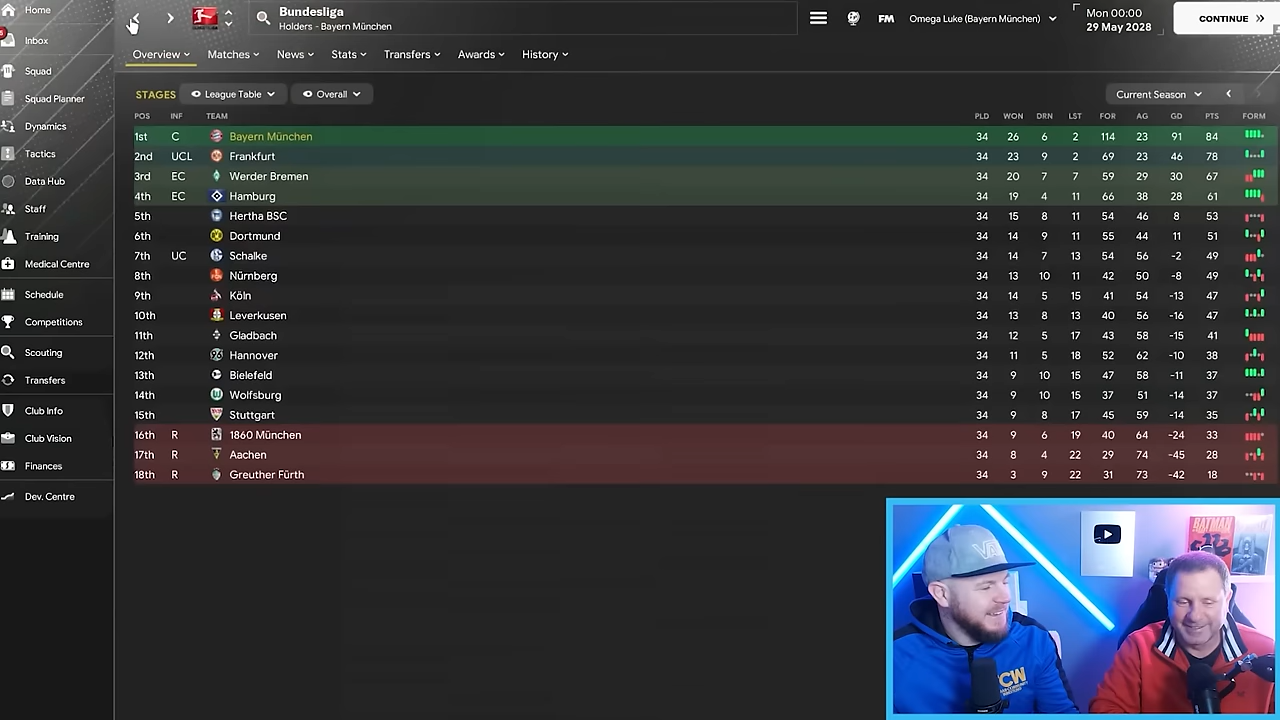 Home
Inbox
Squad
Squad Planner
Dynamics
Tactics
Data Hub
Staff
Training
Medical Centre
Schedule
Competitions
Scouting
Transfers
Club Info
Club Vision
Finances
Dev. Centre
Bundesliga
Holders - Bayern München
FM Omega Luke (Bayern München)
Mon 00:00
29 May 2028
CONTINUE
Overview Matches News Stats Transfers Awards History
STAGES League Table Overall Current Season
POS INF TEAM PLD WON DRN LST FOR AG GD PTS FORM
1st C Bayern München 34 26 6 2 114 23 91 84
2nd UCL Frankfurt 34 23 9 2 69 23 46 78
3rd EC Werder Bremen 34 20 7 7 59 29 30 67
4th EC Hamburg 34 19 4 11 66 38 28 61
5th Hertha BSC 34 15 8 11 54 46 8 53
6th Dortmund 34 14 9 11 55 44 11 51
7th UC Schalke 34 14 7 13 54 56 -2 49
8th Nürnberg 34 13 10 11 42 50 -8 49
9th Köln 34 14 5 15 41 54 -13 47
10th Leverkusen 34 13 8 13 40 56 -16 47
11th Gladbach 34 12 5 17 43 58 -15 41
12th Hannover 34 11 5 18 52 62 -10 38
13th Bielefeld 34 9 10 15 47 58 -11 37
14th Wolfsburg 34 9 10 15 37 51 -14 37
15th Stuttgart 34 9 8 17 45 59 -14 35
16th R 1860 München 34 9 6 19 40 64 -24 33
17th R Aachen 34 8 4 22 29 74 -45 28
18th R Greuther Fürth 34 3 9 22 31 73 -42 18
BATMAN